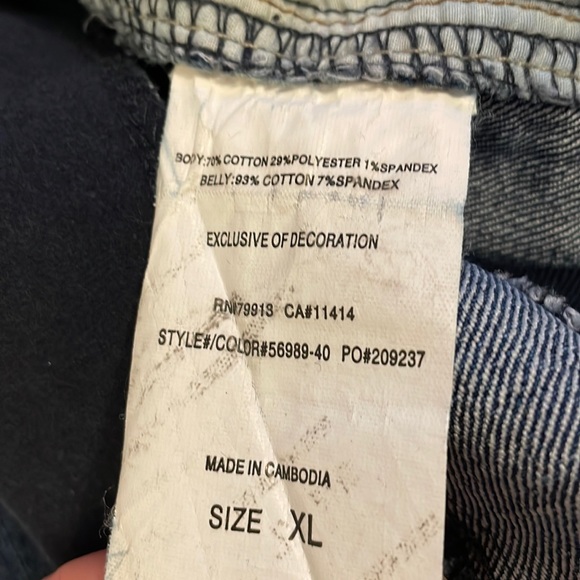 BODY:70% COTTON 29%POLYESTER 1%SPANDEX
BELLY:93% COTTON 7%SPANDEX
EXCLUSIVE OF DECORATION
RN#79913 CA#11414
STYLE#/COLOR#56989-40 PO#209237
MADE IN CAMBODIA
SIZE XL